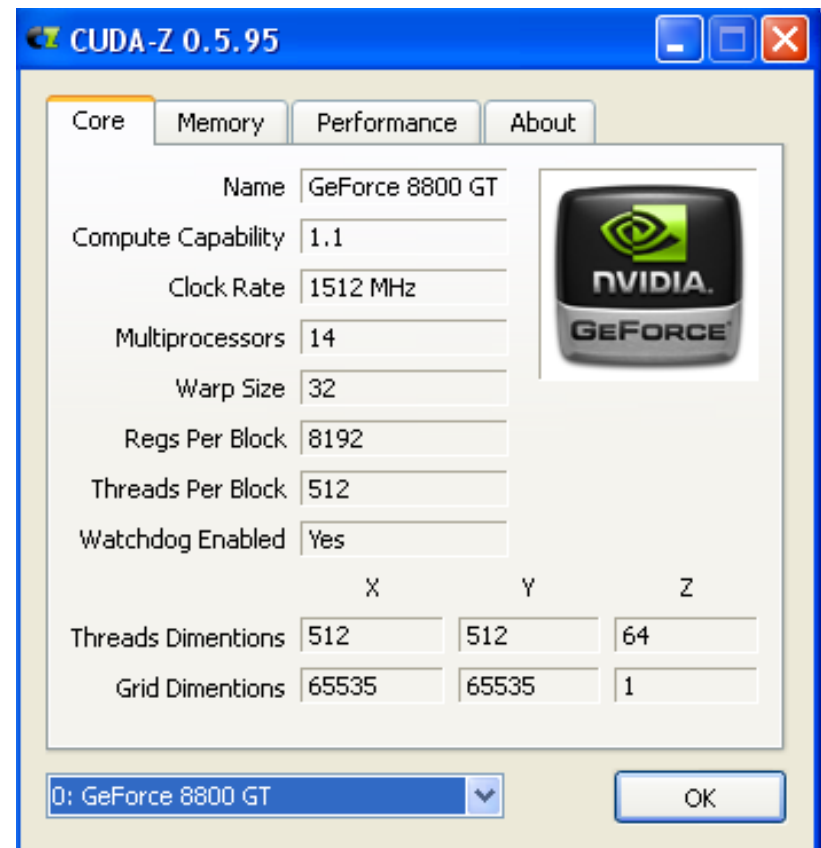 CZ CUDA-Z 0.5.95
Core Memory Performance About
Name GeForce 8800 GT
Compute Capability 1.1
Clock Rate 1512 MHz
Multiprocessors 14
Warp Size 32
Regs Per Block 8192
Threads Per Block 512
Watchdog Enabled Yes
NVIDIA.
GEFORCE
X Y Z
Threads Dimentions 512 512 64
Grid Dimentions 65535 65535 1
0: GeForce 8800 GT
OK